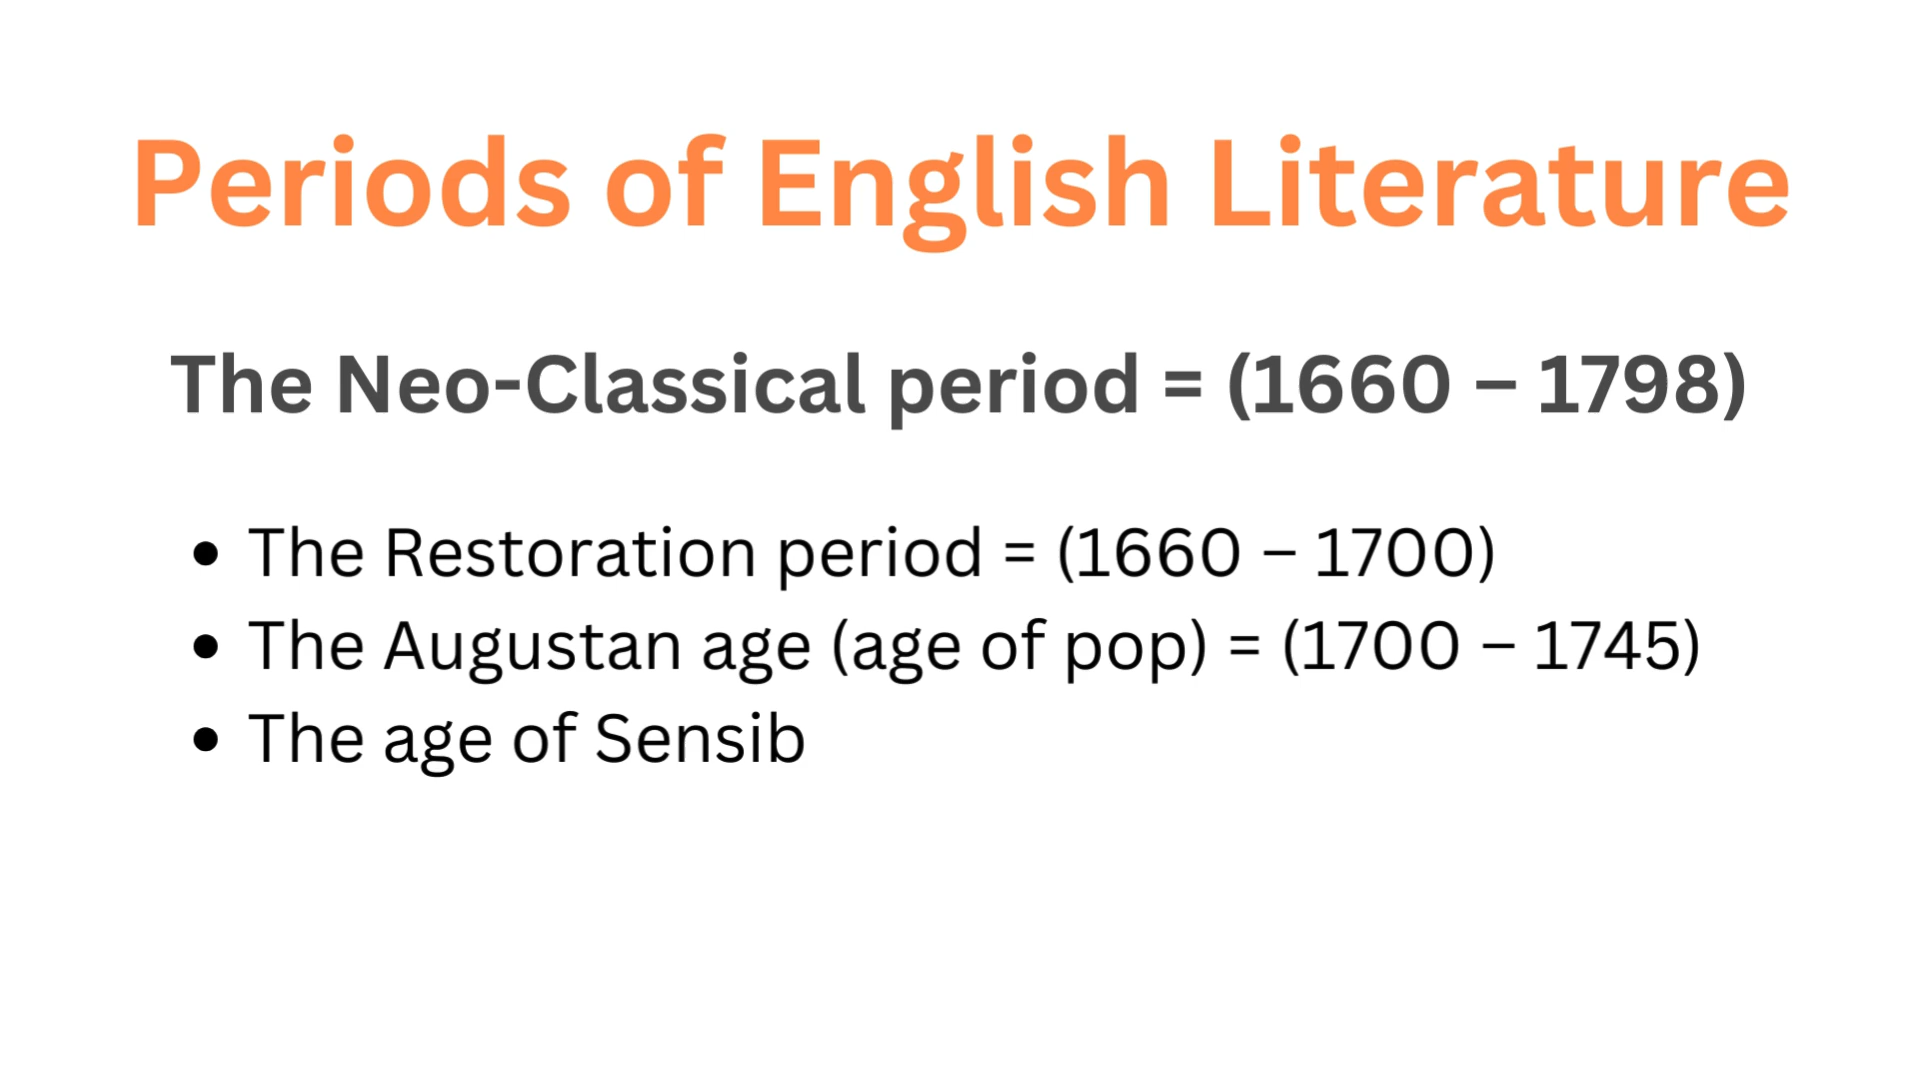 Periods of English Literature
The Neo-Classical period = (1660 – 1798)
• The Restoration period = (1660 – 1700)
• The Augustan age (age of pop) = (1700 – 1745)
• The age of Sensib